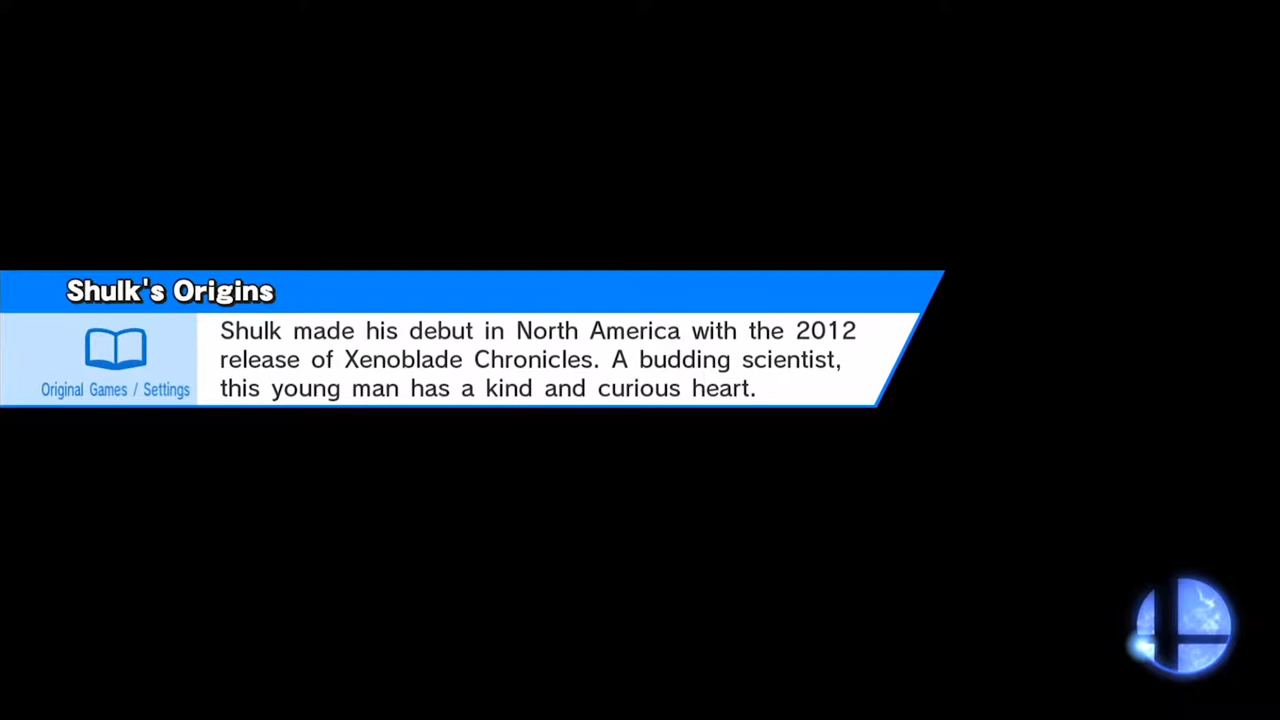 Shulk's Origins
Shulk made his debut in North America with the 2012
release of Xenoblade Chronicles. A budding scientist,
this young man has a kind and curious heart.
Original Games / Settings